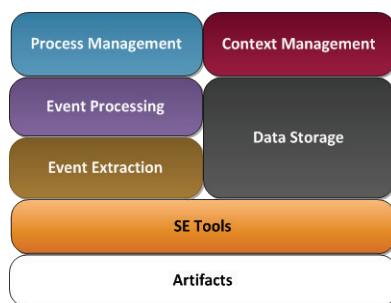 Process Management
Context Management
Event Processing
Data Storage
Event Extraction
SE Tools
Artifacts